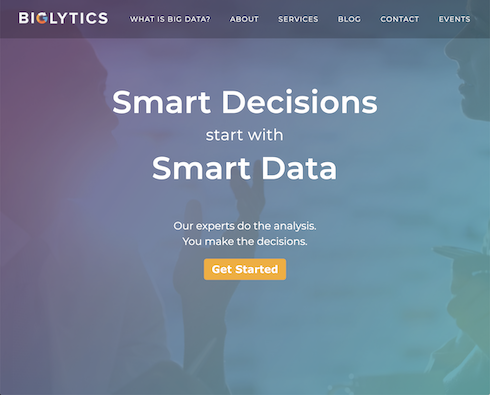 BIGLYTICS WHAT IS BIG DATA? ABOUT SERVICES BLOG CONTACT EVENTS
Smart Decisions
start with
Smart Data
Our experts do the analysis.
You make the decisions.
Get Started